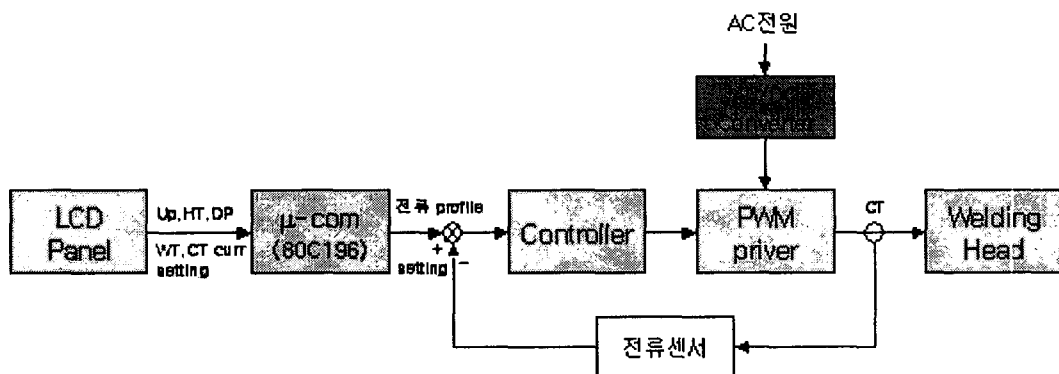 AC전원
Converter
LCD
Panel
Up, HT, DP
WT, CT curr
setting
μ-com
(80C196)
전류 profile
+
setting
−
Controller
PWM
priver
CT
Welding
Head
전류센서